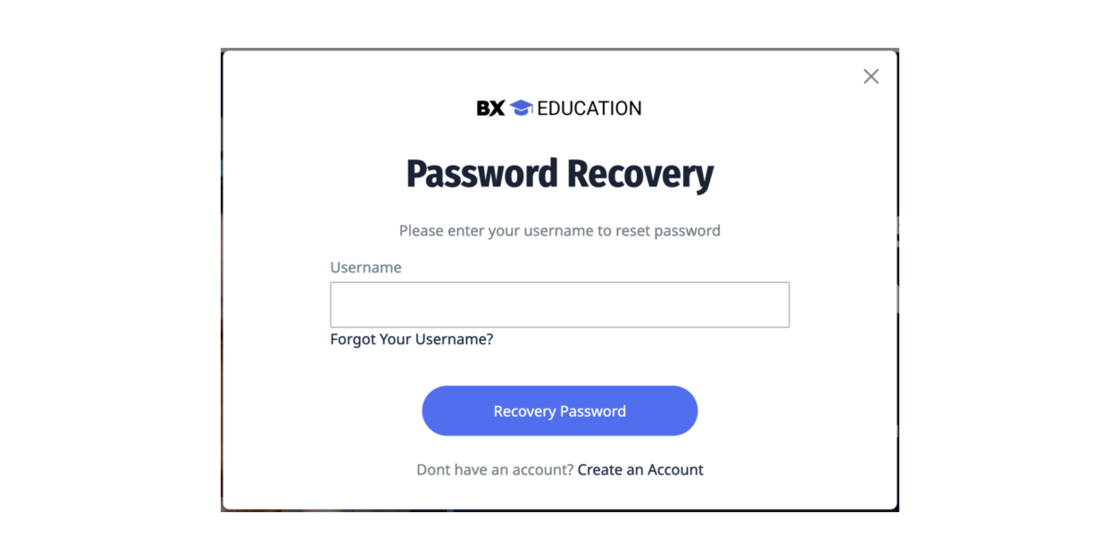 BX EDUCATION
Password Recovery
Please enter your username to reset password
Username
Forgot Your Username?
Recovery Password
Dont have an account? Create an Account